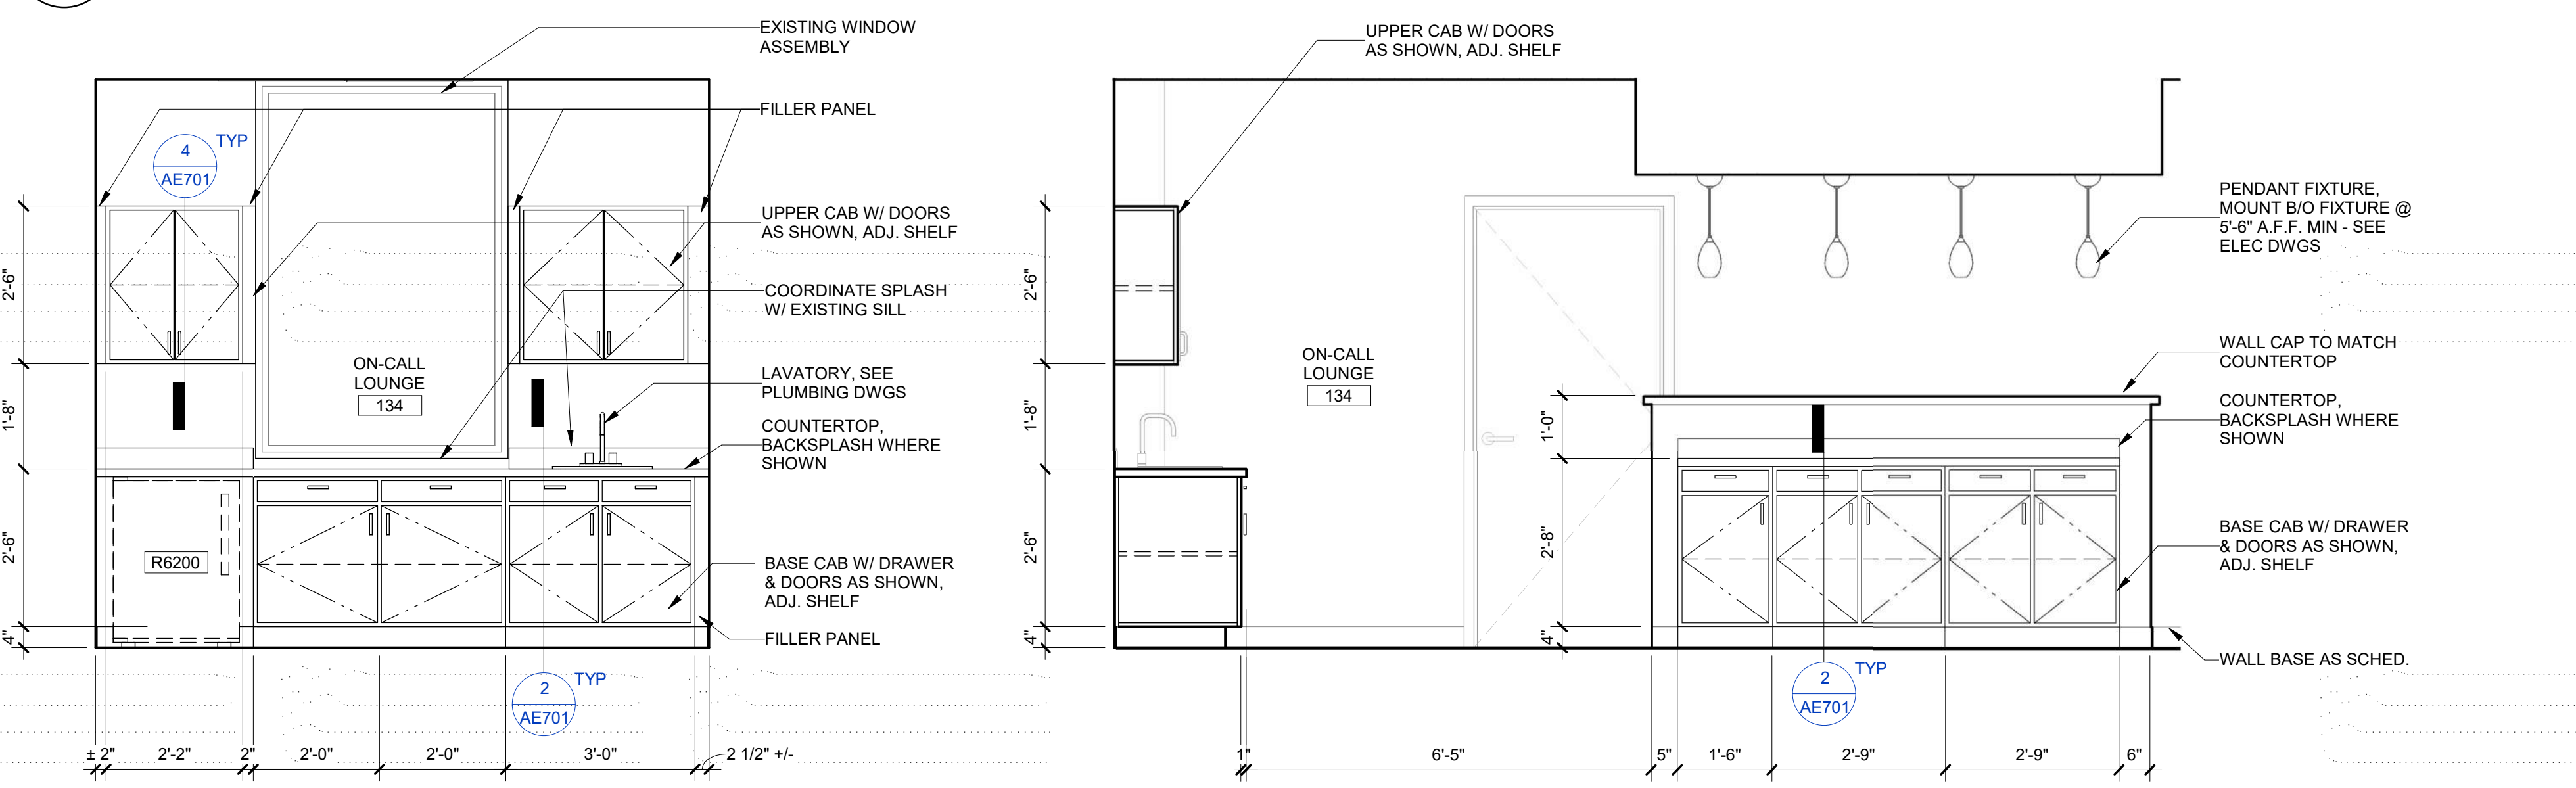 EXISTING WINDOW
ASSEMBLY
FILLER PANEL
4
AE701
TYP
UPPER CAB W/ DOORS
AS SHOWN, ADJ. SHELF
COORDINATE SPLASH
W/ EXISTING SILL
ON-CALL
LOUNGE
134
LAVATORY, SEE
PLUMBING DWGS
COUNTERTOP,
BACKSPLASH WHERE
SHOWN
R6200
BASE CAB W/ DRAWER
& DOORS AS SHOWN,
ADJ. SHELF
FILLER PANEL
2
AE701
TYP
2'-6"
1'-8"
2'-6"
4"
± 2"
2'-2"
2"
2'-0"
2'-0"
3'-0"
2 1/2" +/-
UPPER CAB W/ DOORS
AS SHOWN, ADJ. SHELF
ON-CALL
LOUNGE
134
PENDANT FIXTURE,
MOUNT B/O FIXTURE @
5'-6" A.F.F. MIN - SEE
ELEC DWGS
WALL CAP TO MATCH
COUNTERTOP
COUNTERTOP,
BACKSPLASH WHERE
SHOWN
BASE CAB W/ DRAWER
& DOORS AS SHOWN,
ADJ. SHELF
WALL BASE AS SCHED.
2
AE701
TYP
2'-6"
1'-8"
2'-6"
4"
1'-0"
2'-8"
4"
1"
6'-5"
5"
1'-6"
2'-9"
2'-9"
6"